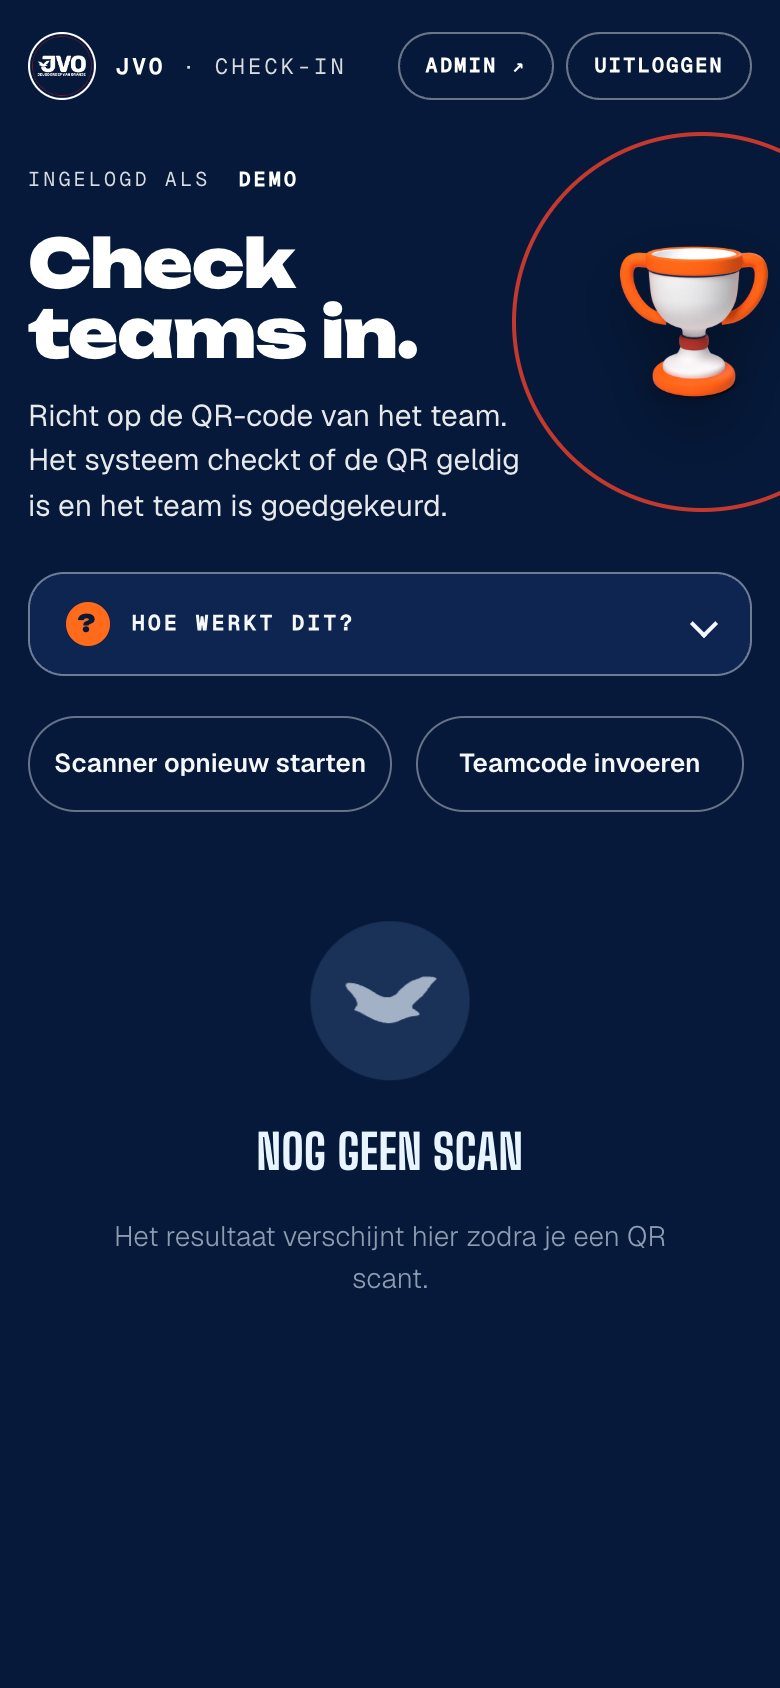 JVO
JVO · CHECK-IN
ADMIN ↗
UITLOGGEN
INGELOGD ALS DEMO
Check
teams in.
Richt op de QR-code van het team.
Het systeem checkt of de QR geldig
is en het team is goedgekeurd.
? HOE WERKT DIT?
Scanner opnieuw starten
Teamcode invoeren
NOG GEEN SCAN
Het resultaat verschijnt hier zodra je een QR
scant.